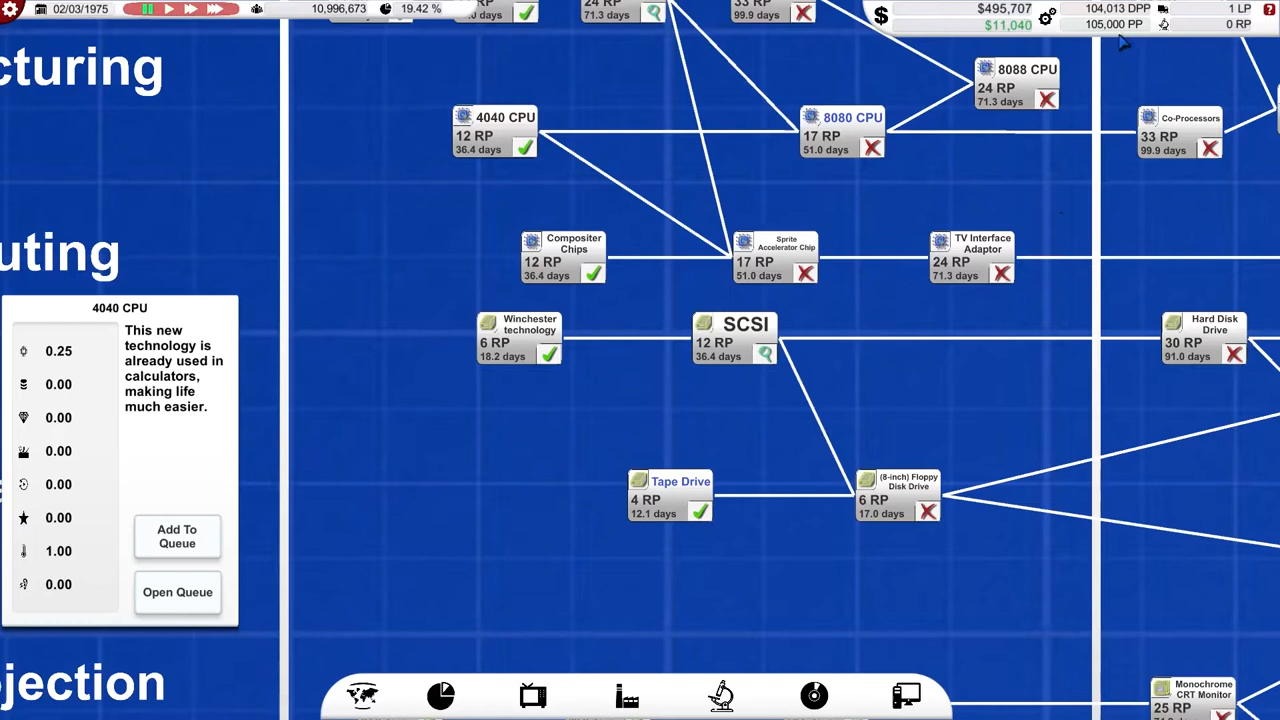 02/03/1975
10,996,673
19.42 %
$495,707
$11,040
104,013 DPP
105,000 PP
1 LP
0 RP
?
71.3 days
99.9 days
cturing
8088 CPU
24 RP
71.3 days
4040 CPU
12 RP
36.4 days
8080 CPU
17 RP
51.0 days
Co-Processors
33 RP
99.9 days
uting
Compositer
Chips
12 RP
36.4 days
Sprite
Accelerator Chip
17 RP
51.0 days
TV Interface
Adaptor
24 RP
71.3 days
Winchester
technology
6 RP
18.2 days
SCSI
12 RP
36.4 days
Hard Disk
Drive
30 RP
91.0 days
4040 CPU
0.25
0.00
0.00
0.00
0.00
0.00
1.00
0.00
This new
technology is
already used in
calculators,
making life
much easier.
Add To
Queue
Open Queue
Tape Drive
4 RP
12.1 days
(8-inch) Floppy
Disk Drive
6 RP
17.0 days
jection
Monochrome
CRT Monitor
25 RP